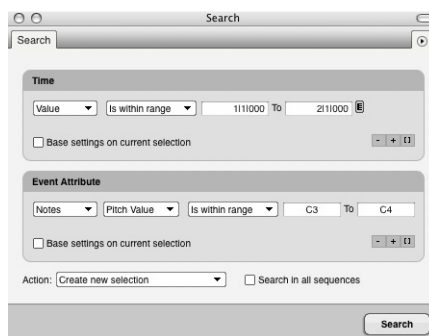 Search
Search
Time
Value Is within range 1|1|000 To 2|1|000 E
Base settings on current selection - + []
Event Attribute
Notes Pitch Value Is within range C3 To C4
Base settings on current selection - + []
Action: Create new selection Search in all sequences
Search